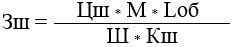 Зш = Цш * М * Lоб
Ш * Кш